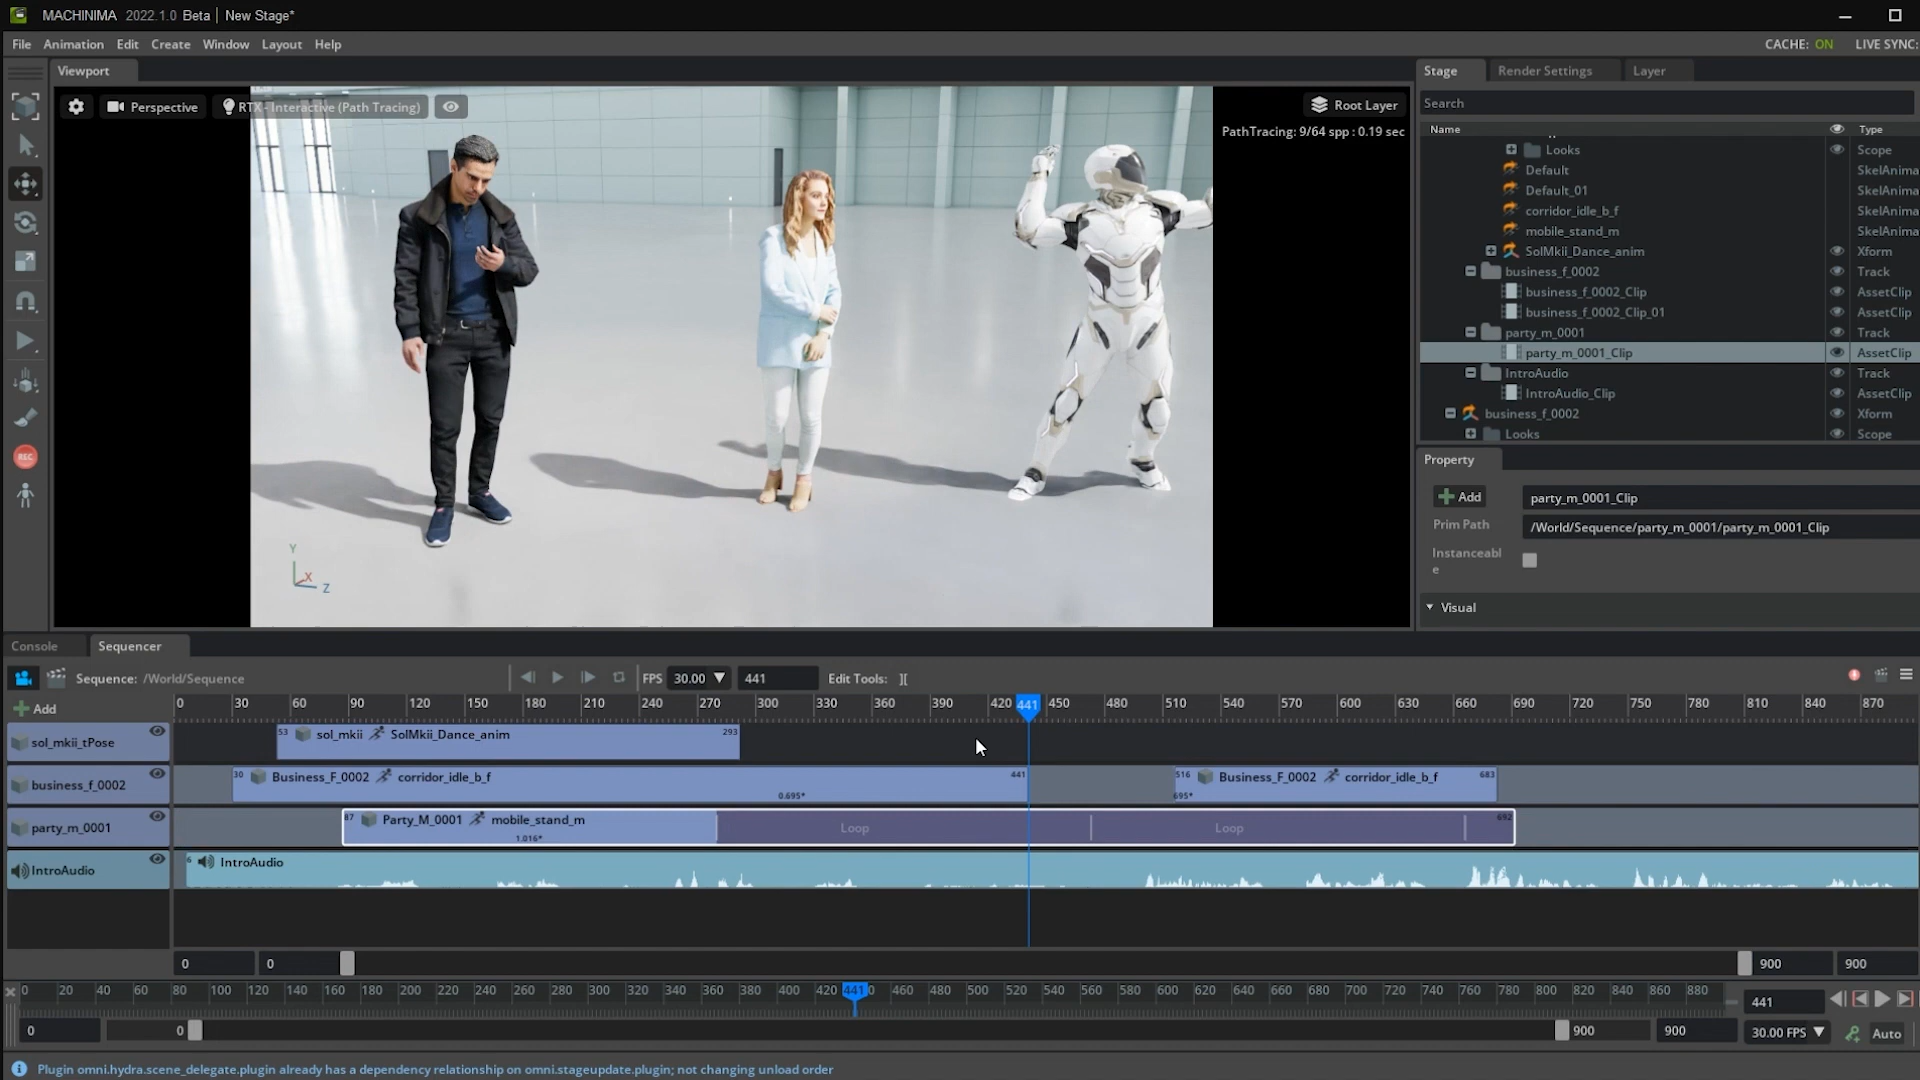 MACHINIMA 2022.1.0 Beta | New Stage*
File Animation Edit Create Window Layout Help
CACHE: ON LIVE SYNC:
Viewport
Perspective
RTX - Interactive (Path Tracing)
Root Layer
PathTracing: 9/64 spp : 0.19 sec
Stage Render Settings Layer
Search
Name Type
Looks Scope
Default SkelAnima
Default_01 SkelAnima
corridor_idle_b_f SkelAnima
mobile_stand_m SkelAnima
SolMkii_Dance_anim Xform
business_f_0002 Track
business_f_0002_Clip AssetClip
business_f_0002_Clip_01 AssetClip
party_m_0001 Track
party_m_0001_Clip AssetClip
IntroAudio Track
IntroAudio_Clip AssetClip
business_f_0002 Xform
Looks Scope
Property
Add party_m_0001_Clip
Prim Path /World/Sequence/party_m_0001/party_m_0001_Clip
Instanceabl
e
Visual
Y
X
Z
REC
Console Sequencer
Sequence: /World/Sequence
FPS 30.00 441 Edit Tools: ][
Add
0 30 60 90 120 150 180 210 240 270 300 330 360 390 420 441 450 480 510 540 570 600 630 660 690 720 750 780 810 840 870
sol_mkii_tPose
53 sol_mkii SolMkii_Dance_anim 293
business_f_0002
30 Business_F_0002 corridor_idle_b_f 441
0.695*
516 Business_F_0002 corridor_idle_b_f 683
695*
party_m_0001
87 Party_M_0001 mobile_stand_m
1.016*
Loop Loop 692
IntroAudio
6 IntroAudio
0 0 900 900
0 20 40 60 80 100 120 140 160 180 200 220 240 260 280 300 320 340 360 380 400 420 441 0 460 480 500 520 540 560 580 600 620 640 660 680 700 720 740 760 780 800 820 840 860 880
441
0 0 900 900 30.00 FPS Auto
Plugin omni.hydra.scene_delegate.plugin already has a dependency relationship on omni.stageupdate.plugin; not changing unload order